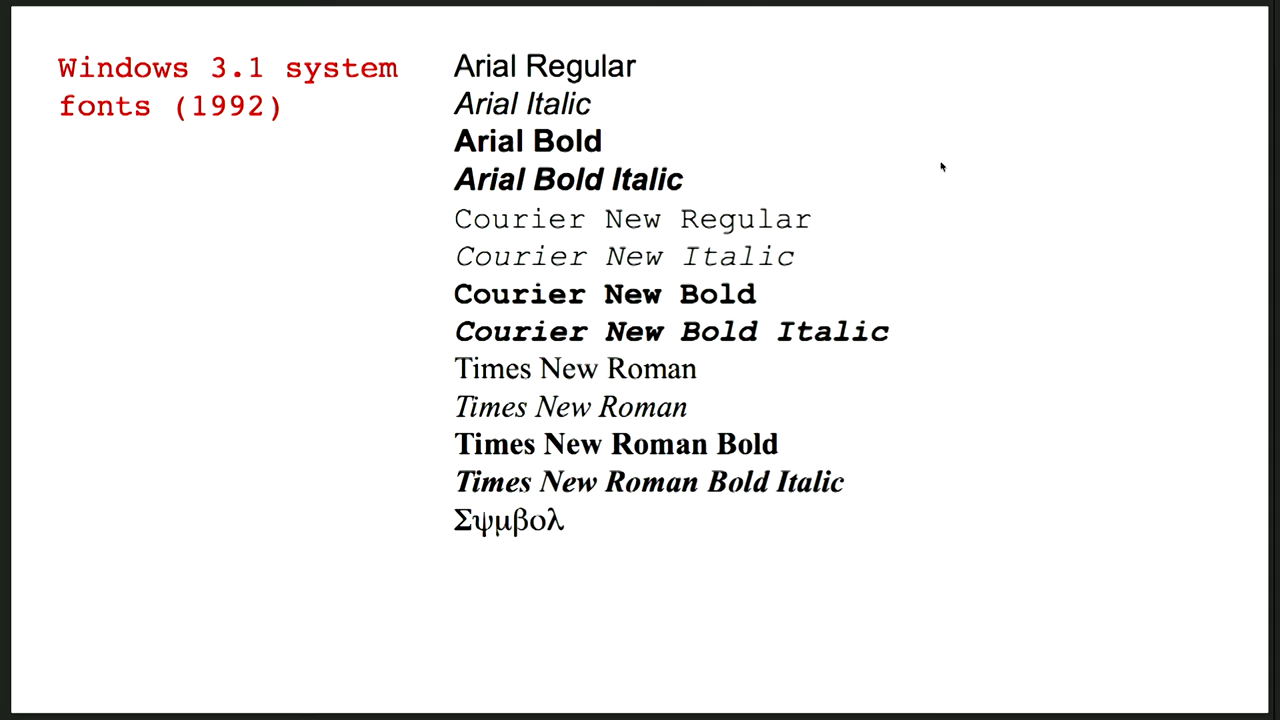 Windows 3.1 system
fonts (1992)
Arial Regular
Arial Italic
Arial Bold
Arial Bold Italic
Courier New Regular
Courier New Italic
Courier New Bold
Courier New Bold Italic
Times New Roman
Times New Roman
Times New Roman Bold
Times New Roman Bold Italic
Σψμβολ